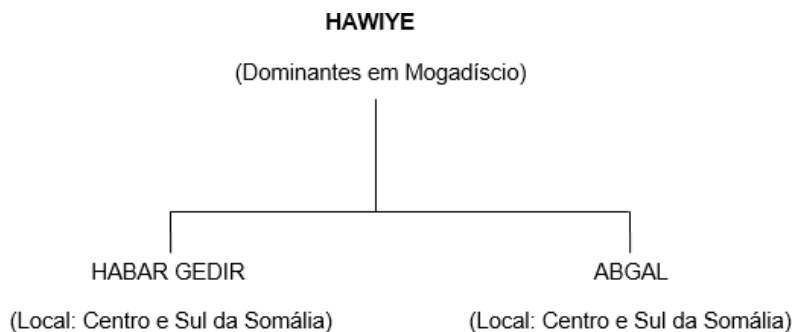 HAWIYE
(Dominantes em Mogadíscio)
HABAR GEDIR
ABGAL
(Local: Centro e Sul da Somália)
(Local: Centro e Sul da Somália)